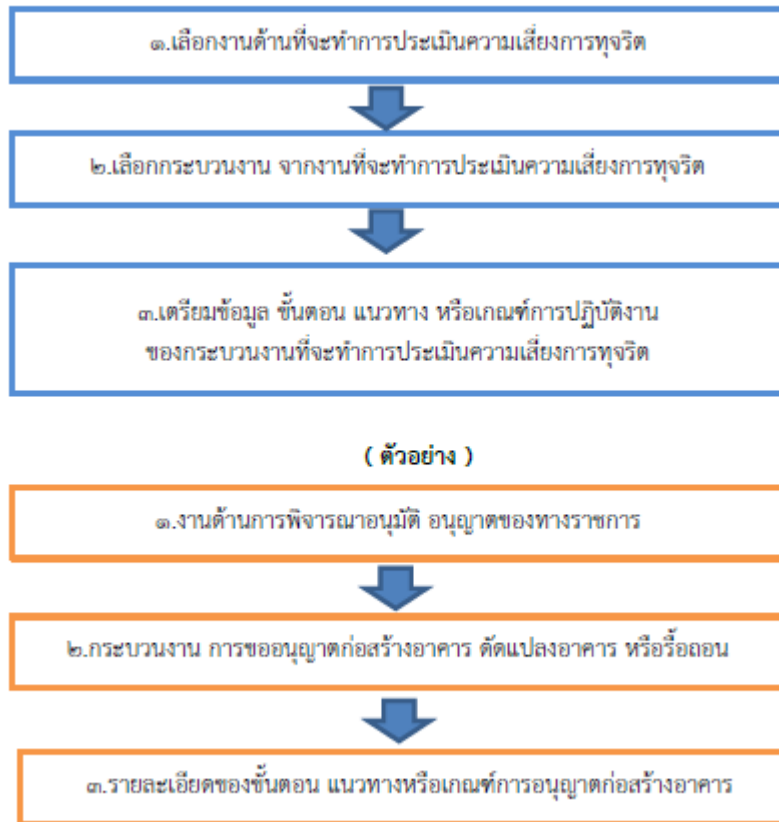 ๑.เลือกงานด้านที่จะทำการประเมินความเสี่ยงการทุจริต
๒.เลือกกระบวนงาน จากงานที่จะทำการประเมินความเสี่ยงการทุจริต
๓.เตรียมข้อมูล ขั้นตอน แนวทาง หรือเกณฑ์การปฏิบัติงาน
ของกระบวนงานที่จะทำการประเมินความเสี่ยงการทุจริต
( ตัวอย่าง )
๑.งานด้านการพิจารณาอนุมัติ อนุญาตของทางราชการ
๒.กระบวนงาน การขออนุญาตก่อสร้างอาคาร ดัดแปลงอาคาร หรือรื้อถอน
๓.รายละเอียดของขั้นตอน แนวทางหรือเกณฑ์การอนุญาตก่อสร้างอาคาร